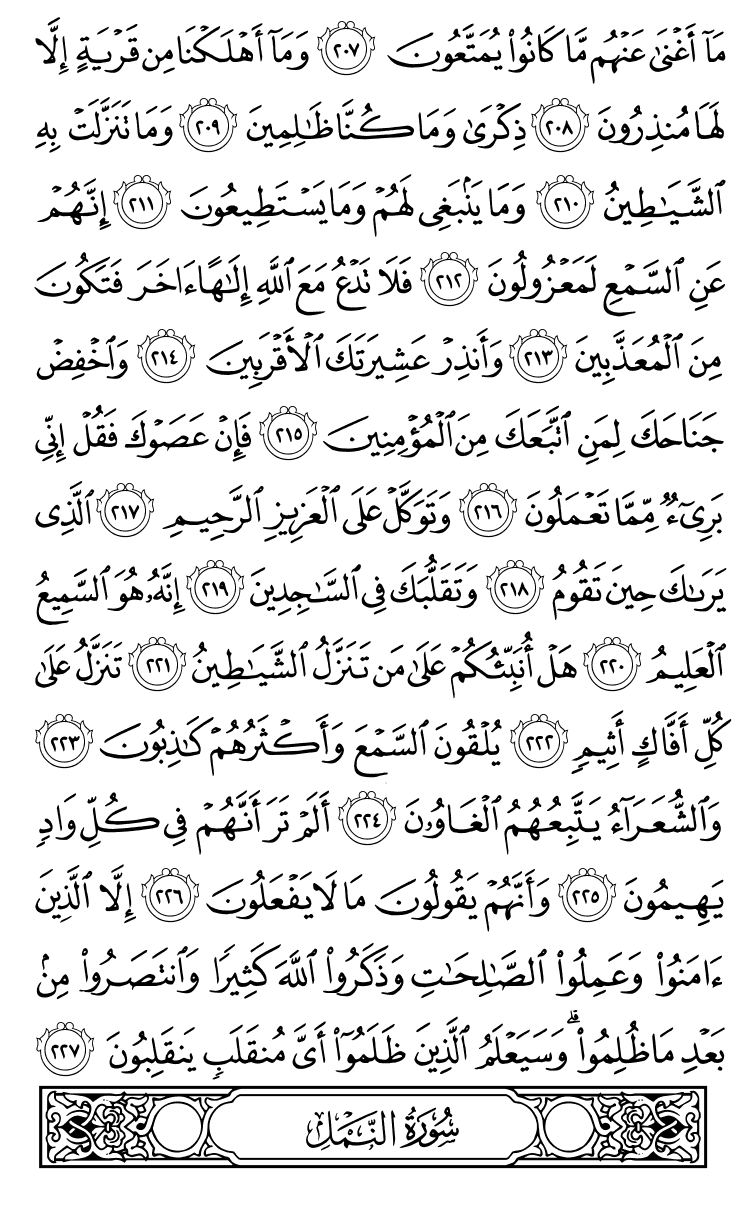 مَآ أَغْنَىٰ عَنْهُم مَّا كَانُوا۟ يُمَتَّعُونَ ٢٠٧ وَمَآ أَهْلَكْنَا مِن قَرْيَةٍ إِلَّا
لَهَا مُنذِرُونَ ٢٠٨ ذِكْرَىٰ وَمَا كُنَّا ظَـٰلِمِينَ ٢٠٩ وَمَا تَنَزَّلَتْ بِهِ
ٱلشَّيَـٰطِينُ ٢١٠ وَمَا يَنۢبَغِى لَهُمْ وَمَا يَسْتَطِيعُونَ ٢١١ إِنَّهُمْ
عَنِ ٱلسَّمْعِ لَمَعْزُولُونَ ٢١٢ فَلَا تَدْعُ مَعَ ٱللَّهِ إِلَـٰهًا ءَاخَرَ فَتَكُونَ
مِنَ ٱلْمُعَذَّبِينَ ٢١٣ وَأَنذِرْ عَشِيرَتَكَ ٱلْأَقْرَبِينَ ٢١٤ وَٱخْفِضْ
جَنَاحَكَ لِمَنِ ٱتَّبَعَكَ مِنَ ٱلْمُؤْمِنِينَ ٢١٥ فَإِنْ عَصَوْكَ فَقُلْ إِنِّى
بَرِىٓءٌ مِّمَّا تَعْمَلُونَ ٢١٦ وَتَوَكَّلْ عَلَى ٱلْعَزِيزِ ٱلرَّحِيمِ ٢١٧ ٱلَّذِى
يَرَىٰكَ حِينَ تَقُومُ ٢١٨ وَتَقَلُّبَكَ فِى ٱلسَّـٰجِدِينَ ٢١٩ إِنَّهُۥ هُوَ ٱلسَّمِيعُ
ٱلْعَلِيمُ ٢٢٠ هَلْ أُنَبِّئُكُمْ عَلَىٰ مَن تَنَزَّلُ ٱلشَّيَـٰطِينُ ٢٢١ تَنَزَّلُ عَلَىٰ
كُلِّ أَفَّاكٍ أَثِيمٍ ٢٢٢ يُلْقُونَ ٱلسَّمْعَ وَأَكْثَرُهُمْ كَـٰذِبُونَ ٢٢٣
وَٱلشُّعَرَآءُ يَتَّبِعُهُمُ ٱلْغَاوُۥنَ ٢٢٤ أَلَمْ تَرَ أَنَّهُمْ فِى كُلِّ وَادٍ
يَهِيمُونَ ٢٢٥ وَأَنَّهُمْ يَقُولُونَ مَا لَا يَفْعَلُونَ ٢٢٦ إِلَّا ٱلَّذِينَ
ءَامَنُوا۟ وَعَمِلُوا۟ ٱلصَّـٰلِحَـٰتِ وَذَكَرُوا۟ ٱللَّهَ كَثِيرًا وَٱنتَصَرُوا۟ مِنۢ
بَعْدِ مَا ظُلِمُوا۟ ۗ وَسَيَعْلَمُ ٱلَّذِينَ ظَلَمُوٓا۟ أَىَّ مُنقَلَبٍ يَنقَلِبُونَ ٢٢٧
سُورَةُ النَّمْلِ